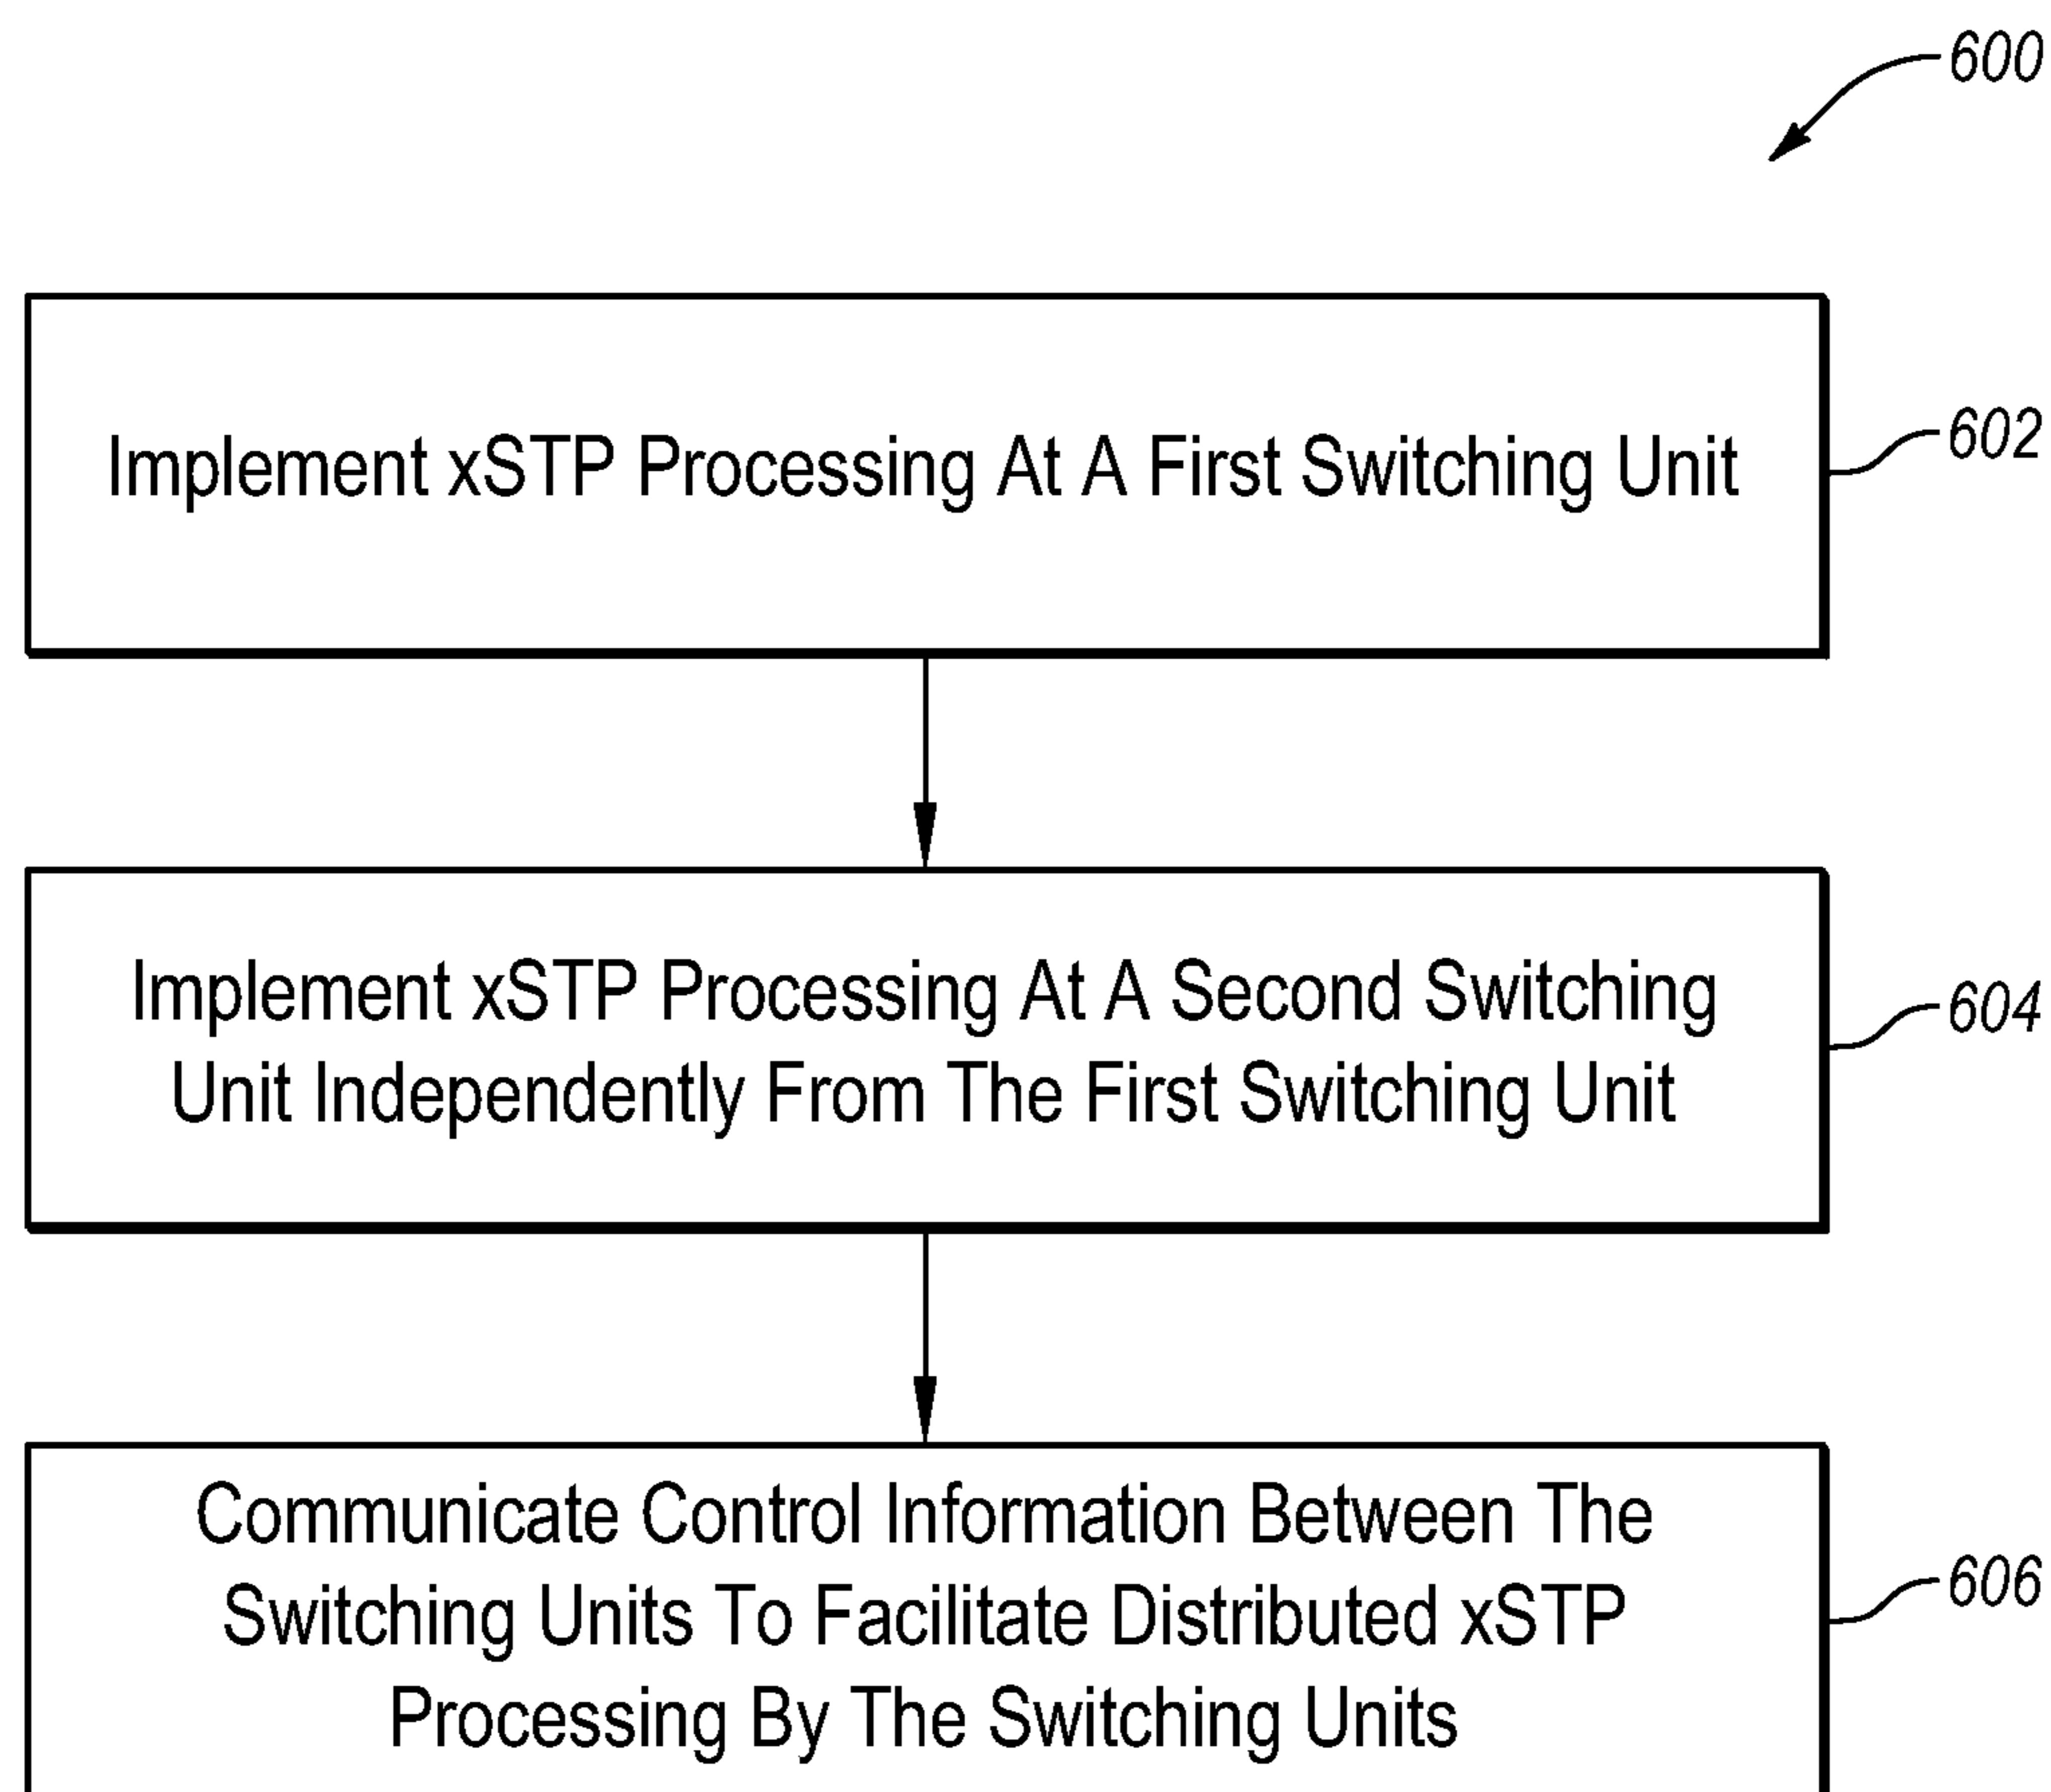 600
Implement xSTP Processing At A First Switching Unit
602
Implement xSTP Processing At A Second Switching
Unit Independently From The First Switching Unit
604
Communicate Control Information Between The
Switching Units To Facilitate Distributed xSTP
Processing By The Switching Units
606